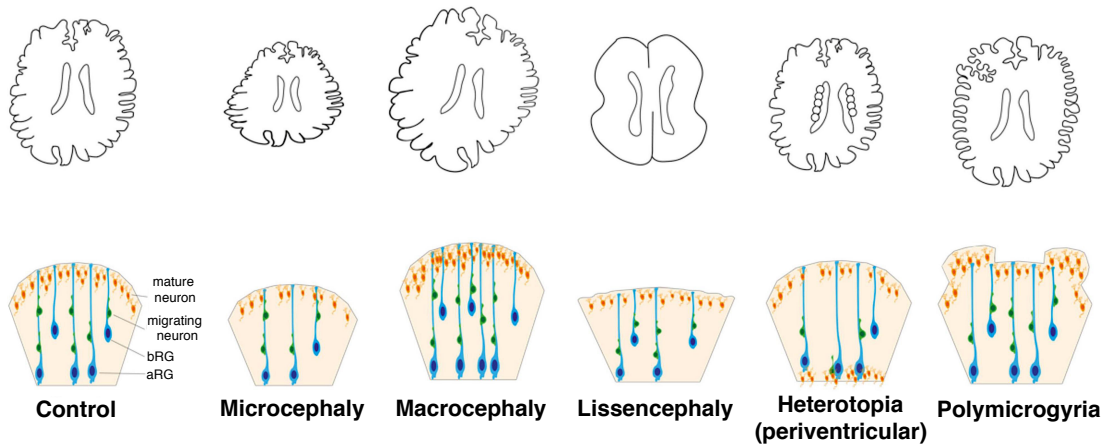 mature
neuron
migrating
neuron
bRG
aRG
Control
Microcephaly
Macrocephaly
Lissencephaly
Heterotopia
(periventricular)
Polymicrogyria